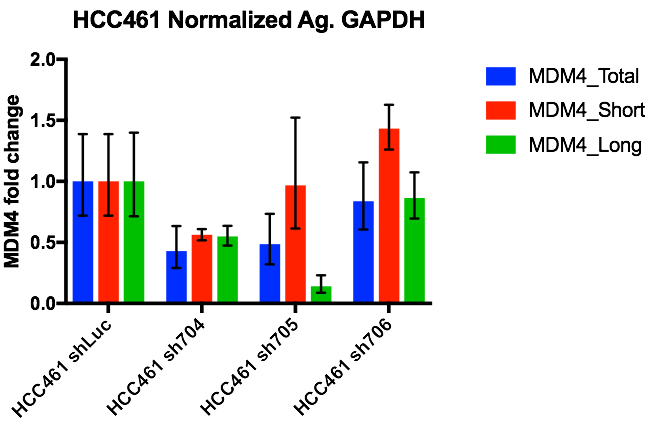 HCC461 Normalized Ag. GAPDH
MDM4 fold change
2.0
1.5
1.0
0.5
0.0
HCC461 shLuc
HCC461 sh704
HCC461 sh705
HCC461 sh706
MDM4_Total
MDM4_Short
MDM4_Long